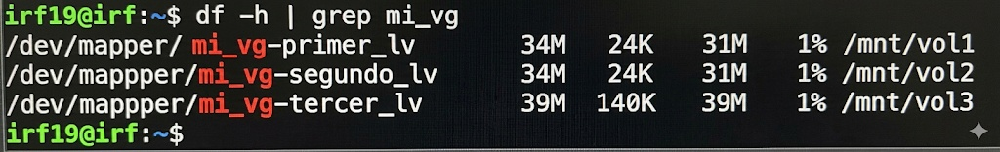 irf19@irf:~$ df -h | grep mi_vg
/dev/mapper/ mi_vg-primer_lv 34M 24K 31M 1% /mnt/vol1
/dev/mappper/mi_vg-segundo_lv 34M 24K 31M 1% /mnt/vol2
/dev/mappper/mi_vg-tercer_lv 39M 140K 39M 1% /mnt/vol3
irf19@irf:~$